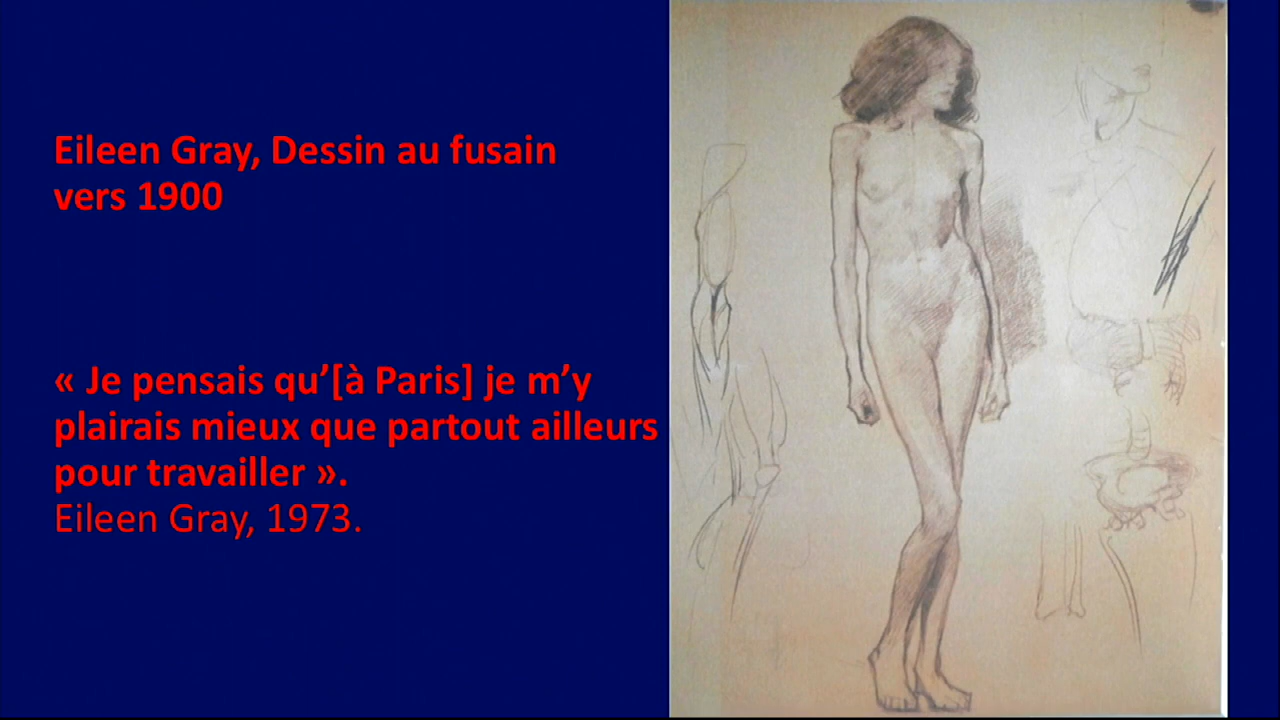 Eileen Gray, Dessin au fusain
vers 1900
« Je pensais qu’[à Paris] je m’y
plairais mieux que partout ailleurs
pour travailler ».
Eileen Gray, 1973.